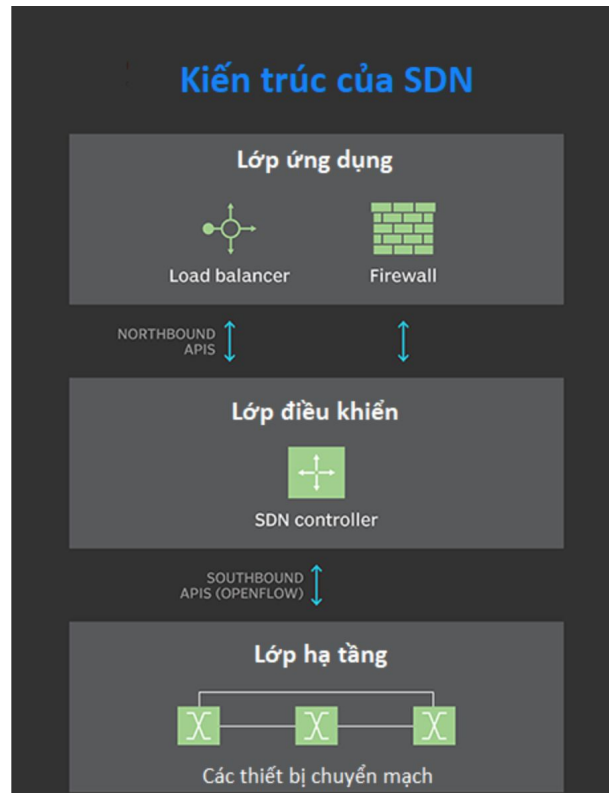 Kiến trúc của SDN
Lớp ứng dụng
Load balancer
Firewall
NORTHBOUND
APIS
Lớp điều khiển
SDN controller
SOUTHBOUND
APIS (OPENFLOW)
Lớp hạ tầng
Các thiết bị chuyển mạch